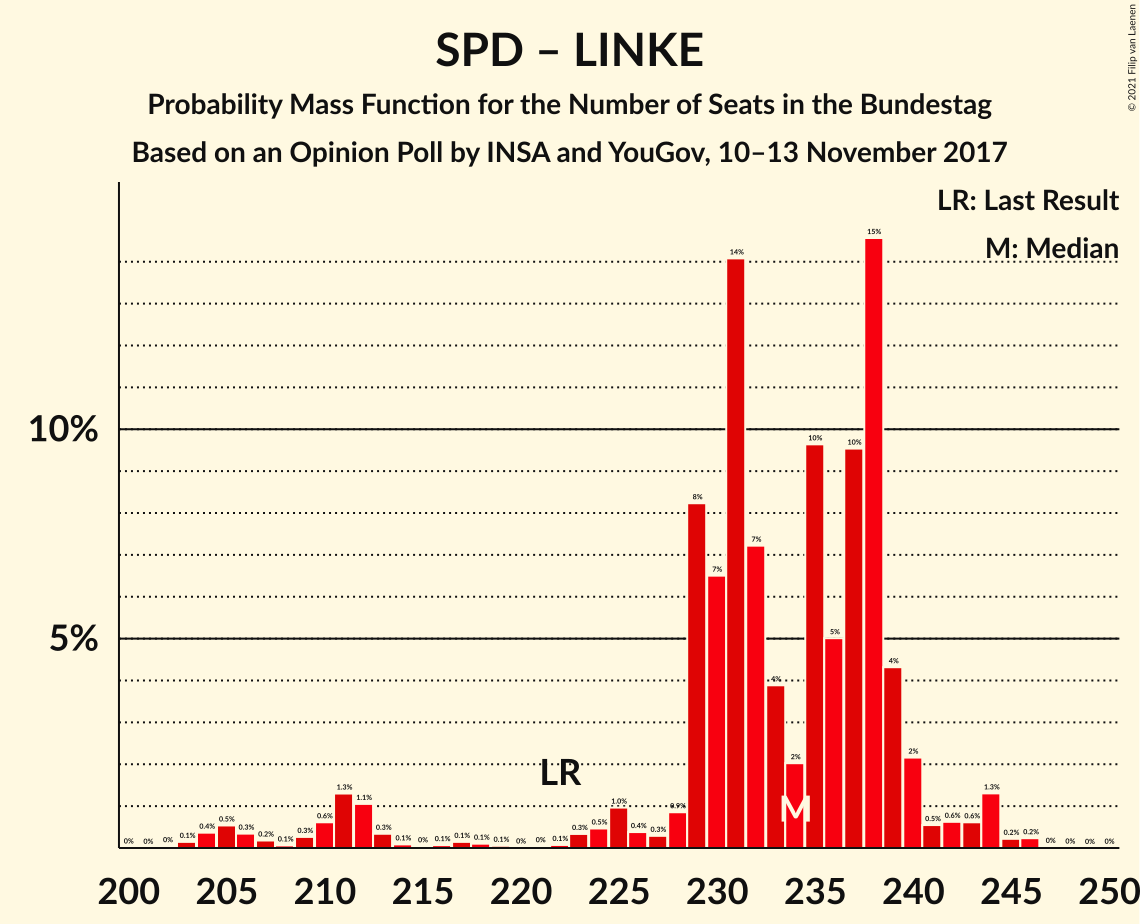 SPD – LINKE
Probability Mass Function for the Number of Seats in the Bundestag
Based on an Opinion Poll by INSA and YouGov, 10–13 November 2017
© 2021 Filip van Laenen
LR: Last Result
M: Median
10%
5%
0% 0% 0% 0.1% 0.4% 0.5% 0.3% 0.2% 0.1% 0.3% 0.6% 1.3% 1.1% 0.3% 0.1% 0% 0.1% 0.1% 0.1% 0.1% 0% 0% 0.1% 0.3% 0.5% 1.0% 0.4% 0.3% 0.9% 8% 7% 14% 7% 4% 2% 10% 5% 10% 15% 4% 2% 0.5% 0.6% 0.6% 1.3% 0.2% 0.2% 0% 0% 0% 0%
LR
M
200 205 210 215 220 225 230 235 240 245 250